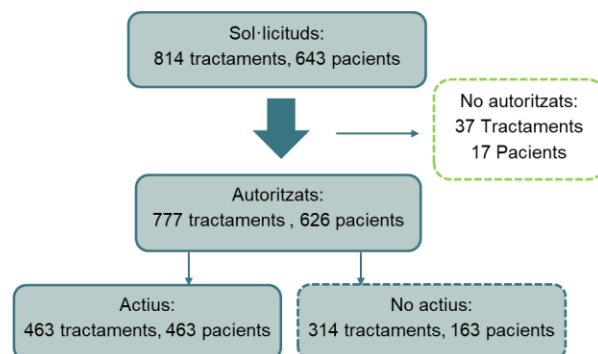 Sol·licituds:
814 tractaments, 643 pacients
No autoritzats:
37 Tractaments
17 Pacients
Autoritzats:
777 tractaments , 626 pacients
Actius:
463 tractaments, 463 pacients
No actius:
314 tractaments, 163 pacients